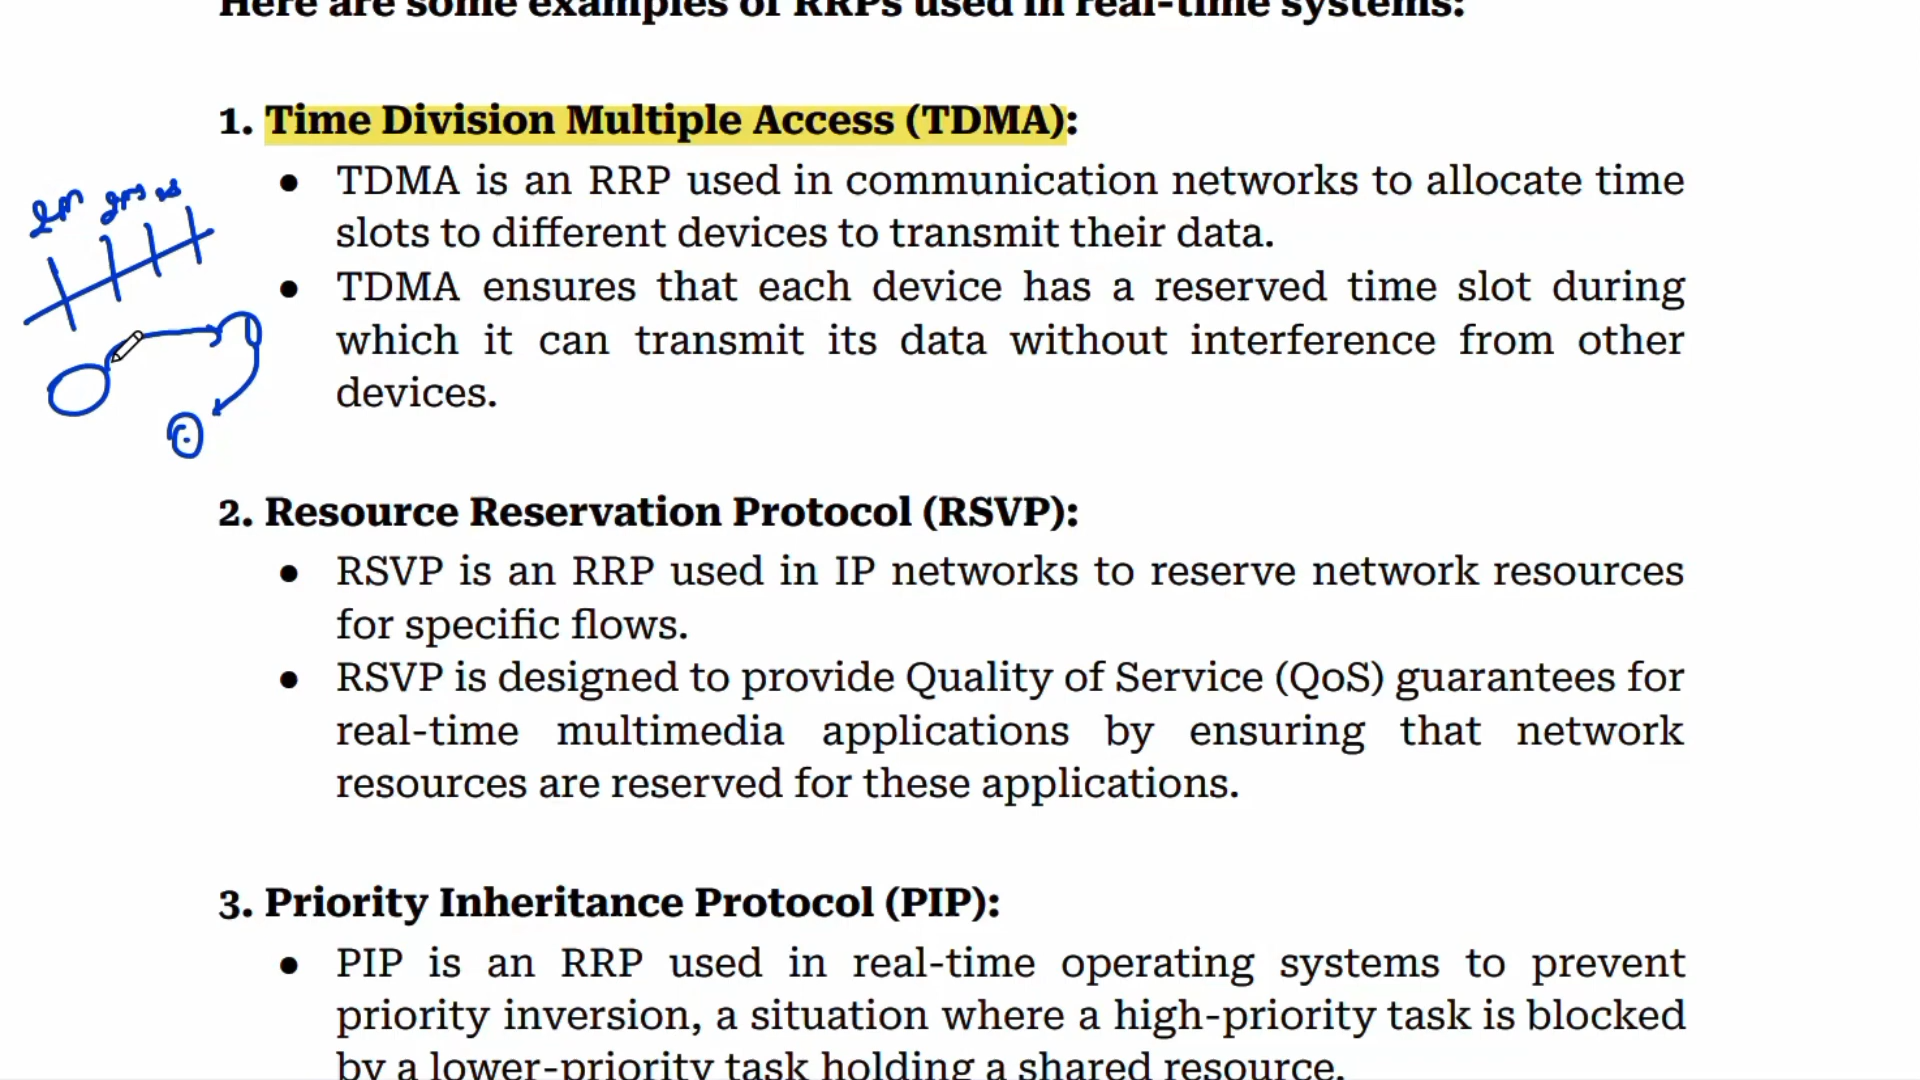 Here are some examples of RRPs used in real-time systems:
1. Time Division Multiple Access (TDMA):
● TDMA is an RRP used in communication networks to allocate time
slots to different devices to transmit their data.
● TDMA ensures that each device has a reserved time slot during
which it can transmit its data without interference from other
devices.
2. Resource Reservation Protocol (RSVP):
● RSVP is an RRP used in IP networks to reserve network resources
for specific flows.
● RSVP is designed to provide Quality of Service (QoS) guarantees for
real-time multimedia applications by ensuring that network
resources are reserved for these applications.
3. Priority Inheritance Protocol (PIP):
● PIP is an RRP used in real-time operating systems to prevent
priority inversion, a situation where a high-priority task is blocked
by a lower-priority task holding a shared resource.